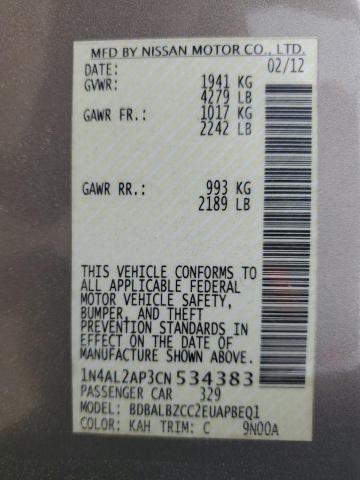 MFD BY NISSAN MOTOR CO., LTD.
DATE: 02/12
GVWR: 1941 KG
4279 LB
GAWR FR.: 1017 KG
2242 LB
GAWR RR.: 993 KG
2189 LB
THIS VEHICLE CONFORMS TO
ALL APPLICABLE FEDERAL
MOTOR VEHICLE SAFETY,
BUMPER, AND THEFT
PREVENTION STANDARDS IN
EFFECT ON THE DATE OF
MANUFACTURE SHOWN ABOVE.
1N4AL2AP3CN534383
PASSENGER CAR 329
MODEL: BDBALBZCC2EUAPBEQ1
COLOR: KAH TRIM: C 9N00A